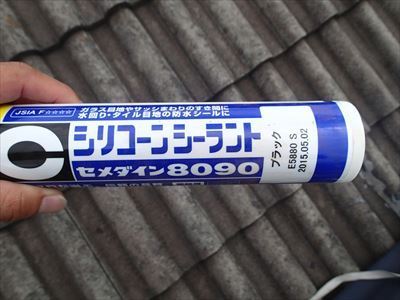 JSIA F☆☆☆☆
ガラス目地やサッシまわりのすき間に
水回り・タイル目地の防水シールに
C
シリコーンシーラント
セメダイン8090
ブラック
E5880 S
2015.05.02